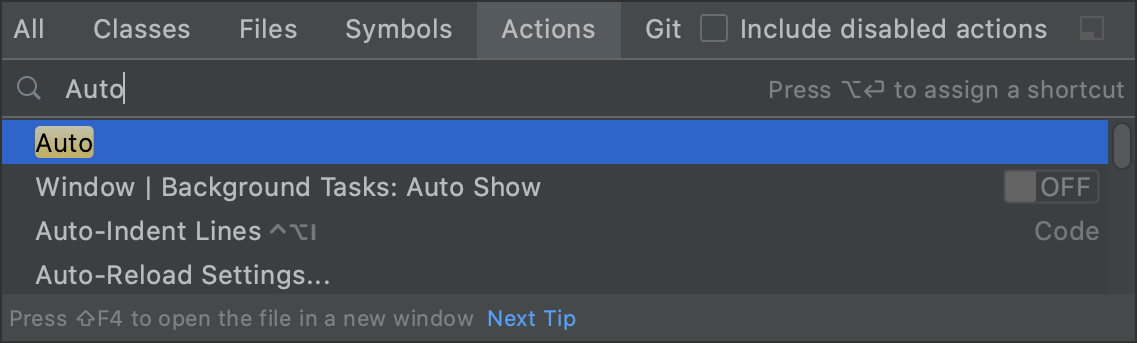 All Classes Files Symbols Actions Git Include disabled actions
Auto Press ⌥⏎ to assign a shortcut
Auto
Window | Background Tasks: Auto Show OFF
Auto-Indent Lines ^⌥I Code
Auto-Reload Settings...
Press ⇧F4 to open the file in a new window Next Tip